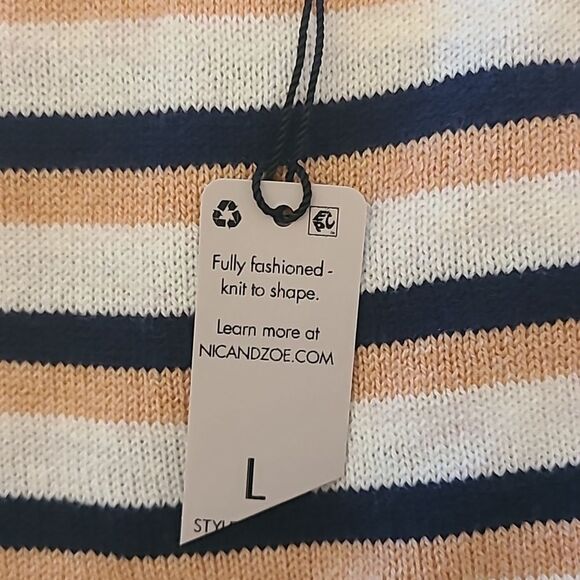 Fully fashioned -
knit to shape.
Learn more at
NICANDZOE.COM
L